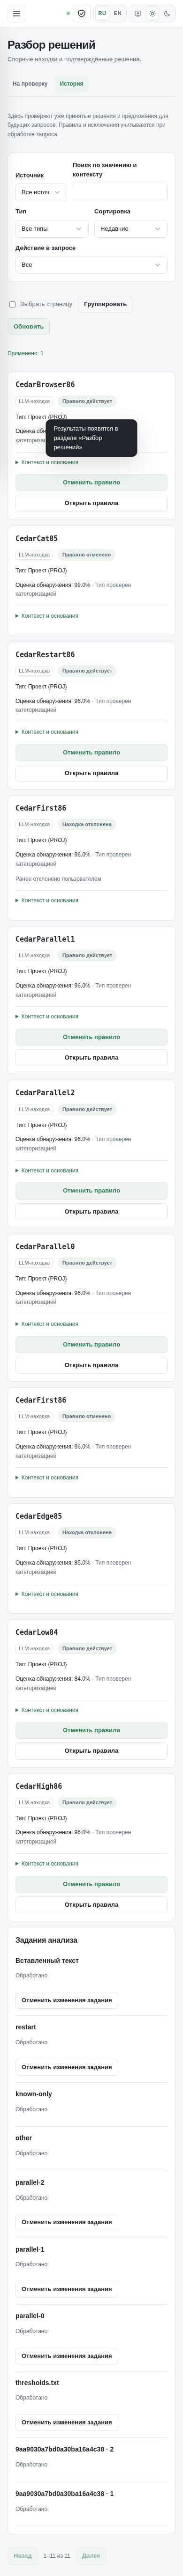 RU EN
Разбор решений
Спорные находки и подтверждённые решения.
На проверку История
Здесь проверяют уже принятые решения и предложения для
будущих запросов. Правила и исключения учитываются при
обработке запроса.
Источник
Поиск по значению и
контексту
Все источ
Тип
Сортировка
Все типы
Недавние
Действие в запросе
Все
Выбрать страницу
Группировать
Обновить
Применено: 1
CedarBrowser86
LLM-находка Правило действует
Тип: Проект (PROJ)
Результаты появятся в
разделе «Разбор
решений»
Контекст и основания
Отменить правило
Открыть правила
CedarCat85
LLM-находка Правило отменено
Тип: Проект (PROJ)
Оценка обнаружения: 99.0% · Тип проверен
категоризацией
Контекст и основания
CedarRestart86
LLM-находка Правило действует
Тип: Проект (PROJ)
Оценка обнаружения: 96.0% · Тип проверен
категоризацией
Контекст и основания
Отменить правило
Открыть правила
CedarFirst86
LLM-находка Находка отклонена
Тип: Проект (PROJ)
Оценка обнаружения: 96.0% · Тип проверен
категоризацией
Ранее отклонено пользователем
Контекст и основания
CedarParallel1
LLM-находка Правило действует
Тип: Проект (PROJ)
Оценка обнаружения: 96.0% · Тип проверен
категоризацией
Контекст и основания
Отменить правило
Открыть правила
CedarParallel2
LLM-находка Правило действует
Тип: Проект (PROJ)
Оценка обнаружения: 96.0% · Тип проверен
категоризацией
Контекст и основания
Отменить правило
Открыть правила
CedarParallel0
LLM-находка Правило действует
Тип: Проект (PROJ)
Оценка обнаружения: 96.0% · Тип проверен
категоризацией
Контекст и основания
Отменить правило
Открыть правила
CedarFirst86
LLM-находка Правило отменено
Тип: Проект (PROJ)
Оценка обнаружения: 96.0% · Тип проверен
категоризацией
Контекст и основания
CedarEdge85
LLM-находка Находка отклонена
Тип: Проект (PROJ)
Оценка обнаружения: 85.0% · Тип проверен
категоризацией
Контекст и основания
CedarLow84
LLM-находка Правило действует
Тип: Проект (PROJ)
Оценка обнаружения: 84.0% · Тип проверен
категоризацией
Контекст и основания
Отменить правило
Открыть правила
CedarHigh86
LLM-находка Правило действует
Тип: Проект (PROJ)
Оценка обнаружения: 96.0% · Тип проверен
категоризацией
Контекст и основания
Отменить правило
Открыть правила
Задания анализа
Вставленный текст
Обработано
Отменить изменения задания
restart
Обработано
Отменить изменения задания
known-only
Обработано
other
Обработано
parallel-2
Обработано
Отменить изменения задания
parallel-1
Обработано
Отменить изменения задания
parallel-0
Обработано
Отменить изменения задания
thresholds.txt
Обработано
Отменить изменения задания
9aa9030a7bd0a30ba16a4c38 · 2
Обработано
9aa9030a7bd0a30ba16a4c38 · 1
Обработано
Назад 1–11 из 11 Далее